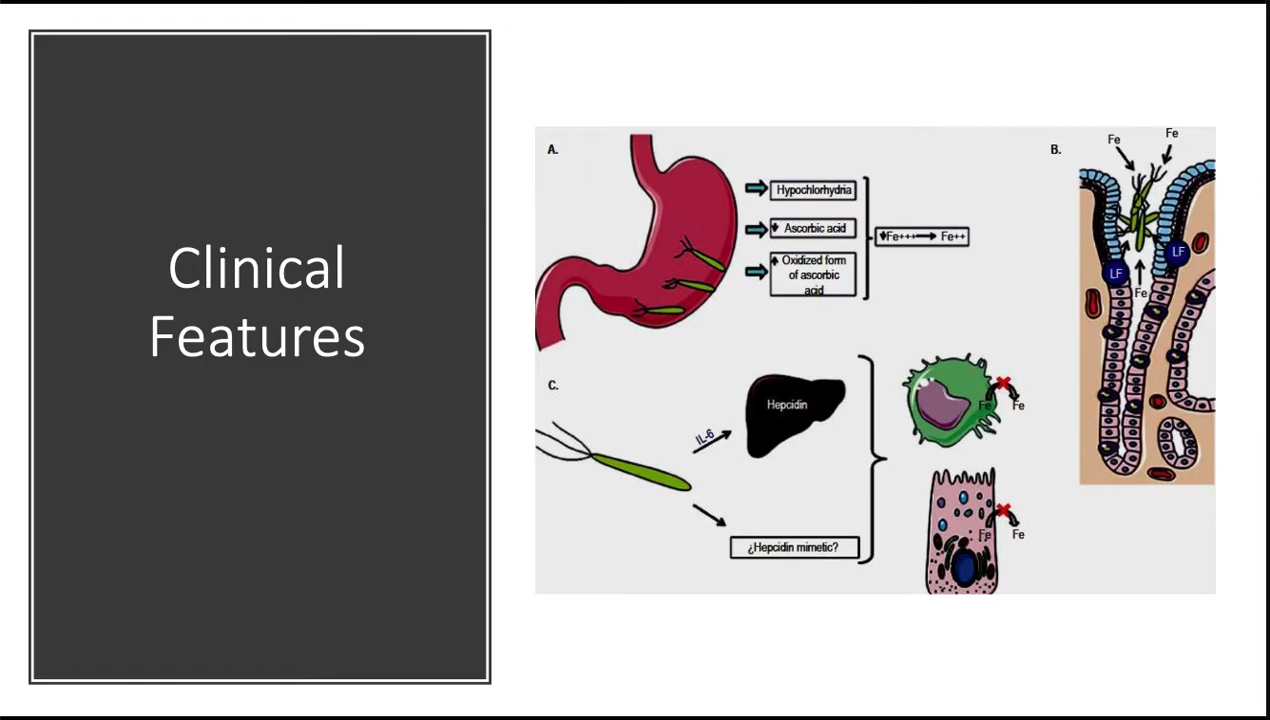 Clinical
Features
A.
Hypochlorhydria
Ascorbic acid
Oxidized form
of ascorbic
acid
Fe+++ Fe++
B.
Fe
Fe
LF
LF
Fe
C.
IL-6
Hepcidin
¿Hepcidin mimetic?
Fe
Fe
Fe
Fe